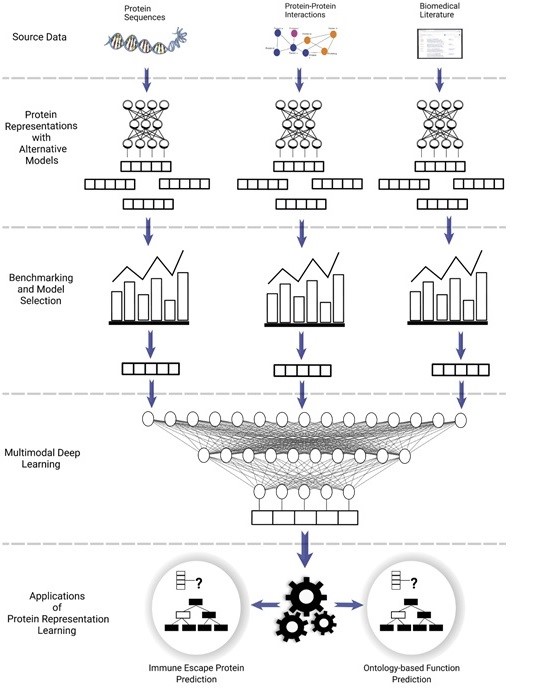 Protein
Sequences
Protein-Protein
Interactions
Biomedical
Literature
Source Data
Protein
Representations
with
Alternative
Models
Benchmarking
and Model
Selection
Multimodal Deep
Learning
Applications
of
Protein Representation
Learning
?
?
Immune Escape Protein
Prediction
Ontology-based Function
Prediction